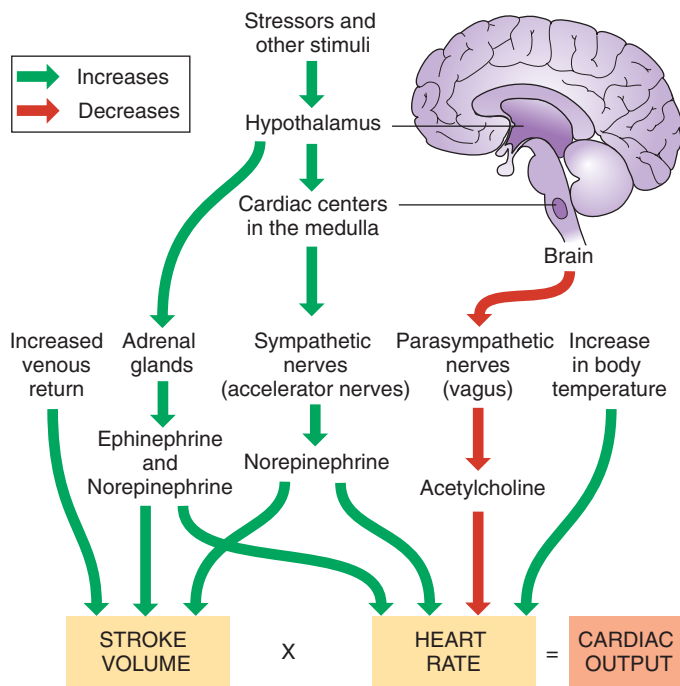 Stressors and
other stimuli
Increases
Decreases
Hypothalamus
Cardiac centers
in the medulla
Brain
Increased
venous
return
Adrenal
glands
Sympathetic
nerves
(accelerator nerves)
Parasympathetic
nerves
(vagus)
Increase
in body
temperature
Ephinephrine
and
Norepinephrine
Norepinephrine
Acetylcholine
STROKE
VOLUME
X
HEART
RATE
=
CARDIAC
OUTPUT